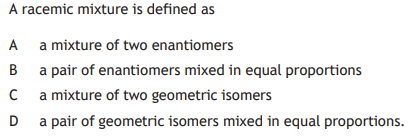 A racemic mixture is defined as
A a mixture of two enantiomers
B a pair of enantiomers mixed in equal proportions
C a mixture of two geometric isomers
D a pair of geometric isomers mixed in equal proportions.